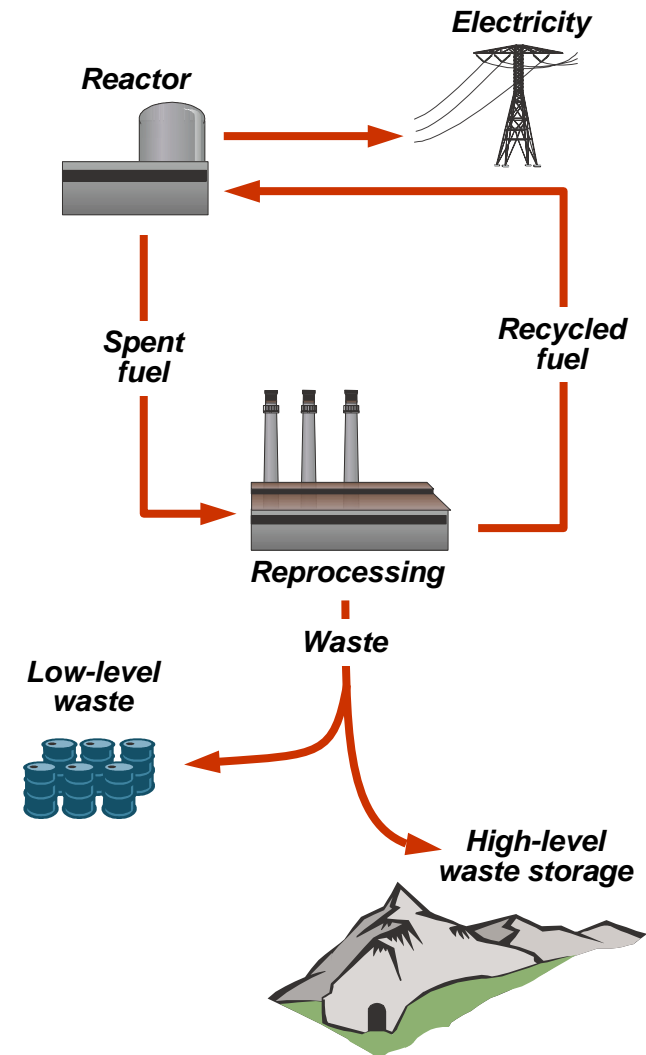 Electricity
Reactor
Spent
fuel
Recycled
fuel
Reprocessing
Waste
Low-level
waste
High-level
waste storage